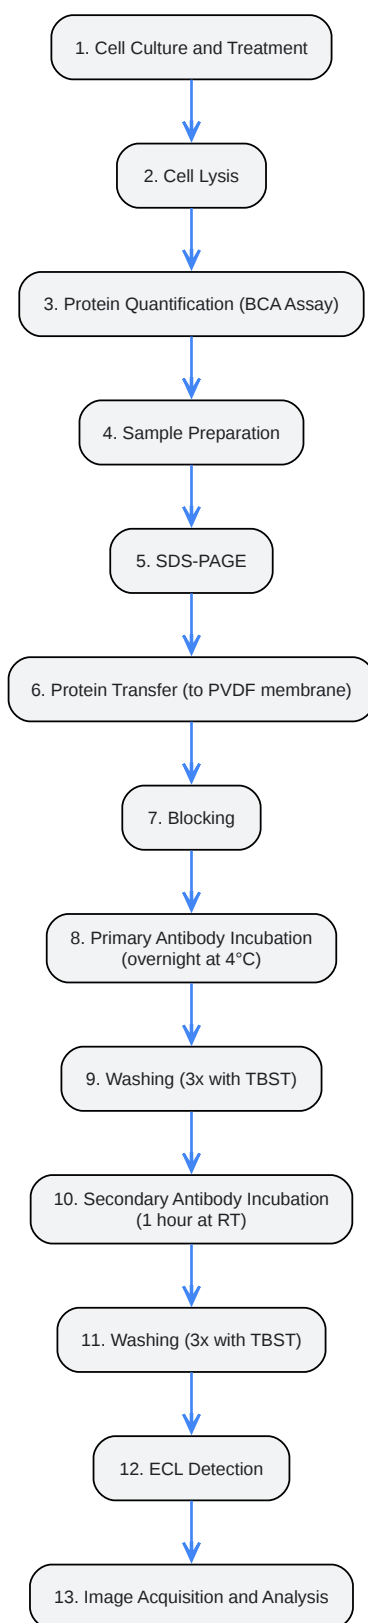 1. Cell Culture and Treatment
2. Cell Lysis
3. Protein Quantification (BCA Assay)
4. Sample Preparation
5. SDS-PAGE
6. Protein Transfer (to PVDF membrane)
7. Blocking
8. Primary Antibody Incubation
(overnight at 4°C)
9. Washing (3x with TBST)
10. Secondary Antibody Incubation
(1 hour at RT)
11. Washing (3x with TBST)
12. ECL Detection
13. Image Acquisition and Analysis